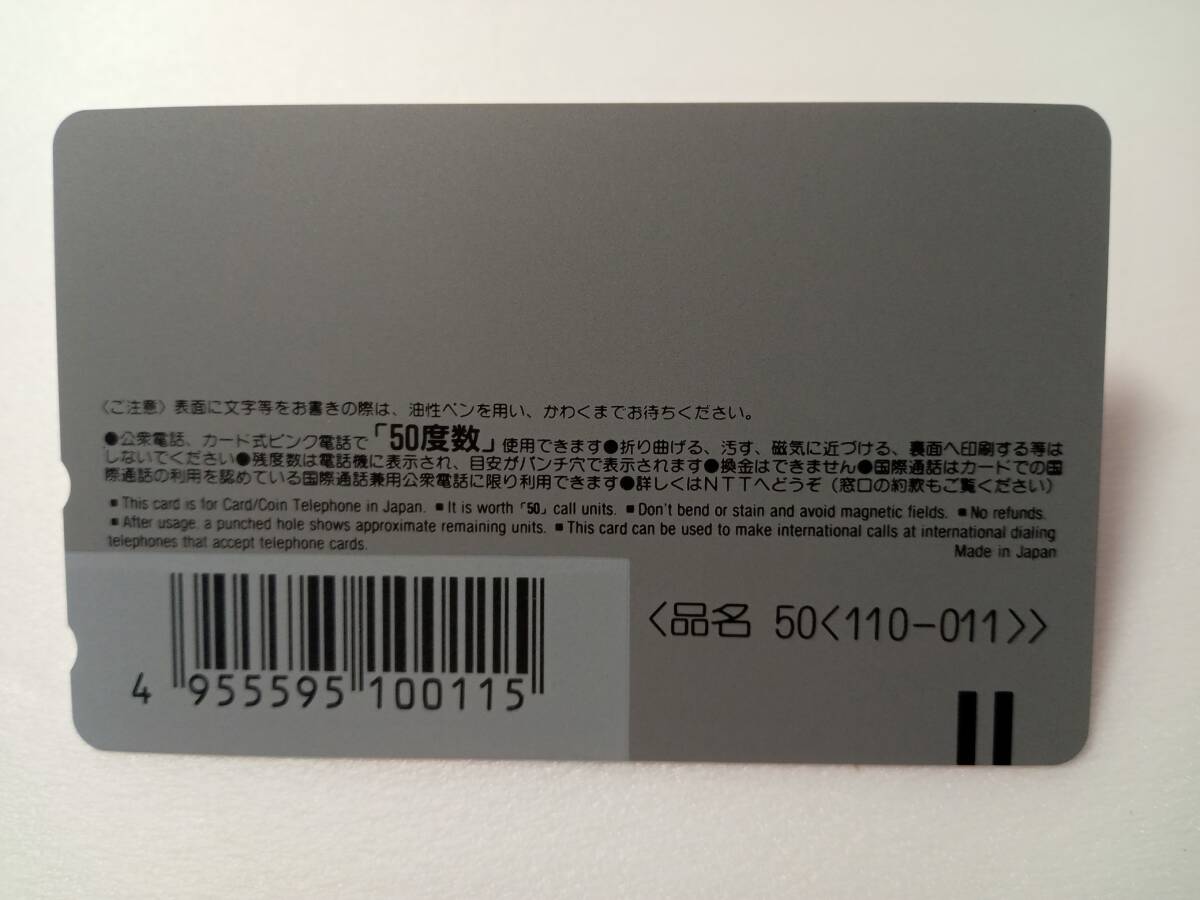 〈ご注意〉表面に文字等をお書きの際は、油性ペンを用い、かわくまでお待ちください。
●公衆電話、カード式ピンク電話で「50度数」使用できます●折り曲げる、汚す、磁気に近づける、裏面へ印刷する等は
しないでください●残度数は電話機に表示され、目安がパンチ穴で表示されます●換金はできません●国際通話はカードでの国
際通話の利用を認めている国際通話兼用公衆電話に限り利用できます●詳しくはNTTへどうぞ（窓口の約款もご覧ください）
■ This card is for Card/Coin Telephone in Japan. ■ It is worth「50」call units. ■ Don't bend or stain and avoid magnetic fields. ■ No refunds.
■ After usage, a punched hole shows approximate remaining units. ■ This card can be used to make international calls at international dialing
telephones that accept telephone cards.
Made in Japan
〈品名 50〈110-011〉〉
4 955595 100115